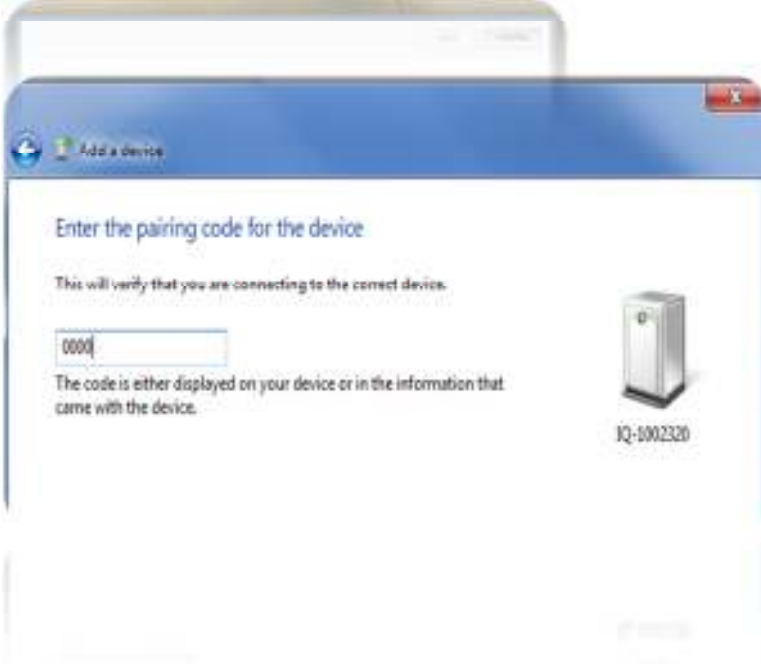 Add a device
Enter the pairing code for the device
This will verify that you are connecting to the correct device.
0000
The code is either displayed on your device or in the information that
came with the device.
IQ-1002320